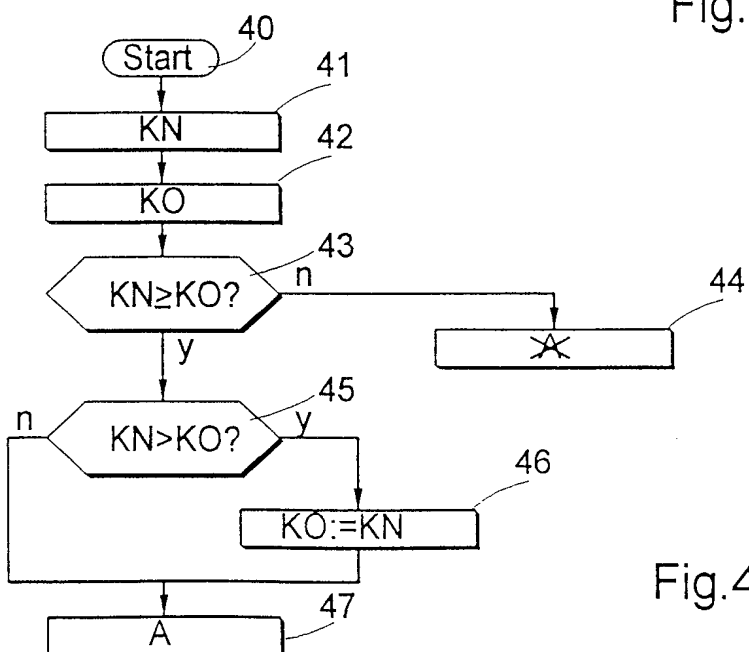 Fig.
40
Start
41
KN
42
KO
43
KN≥KO?
n
44
A
y
45
n
KN>KO?
y
46
KO:=KN
Fig.4
47
A